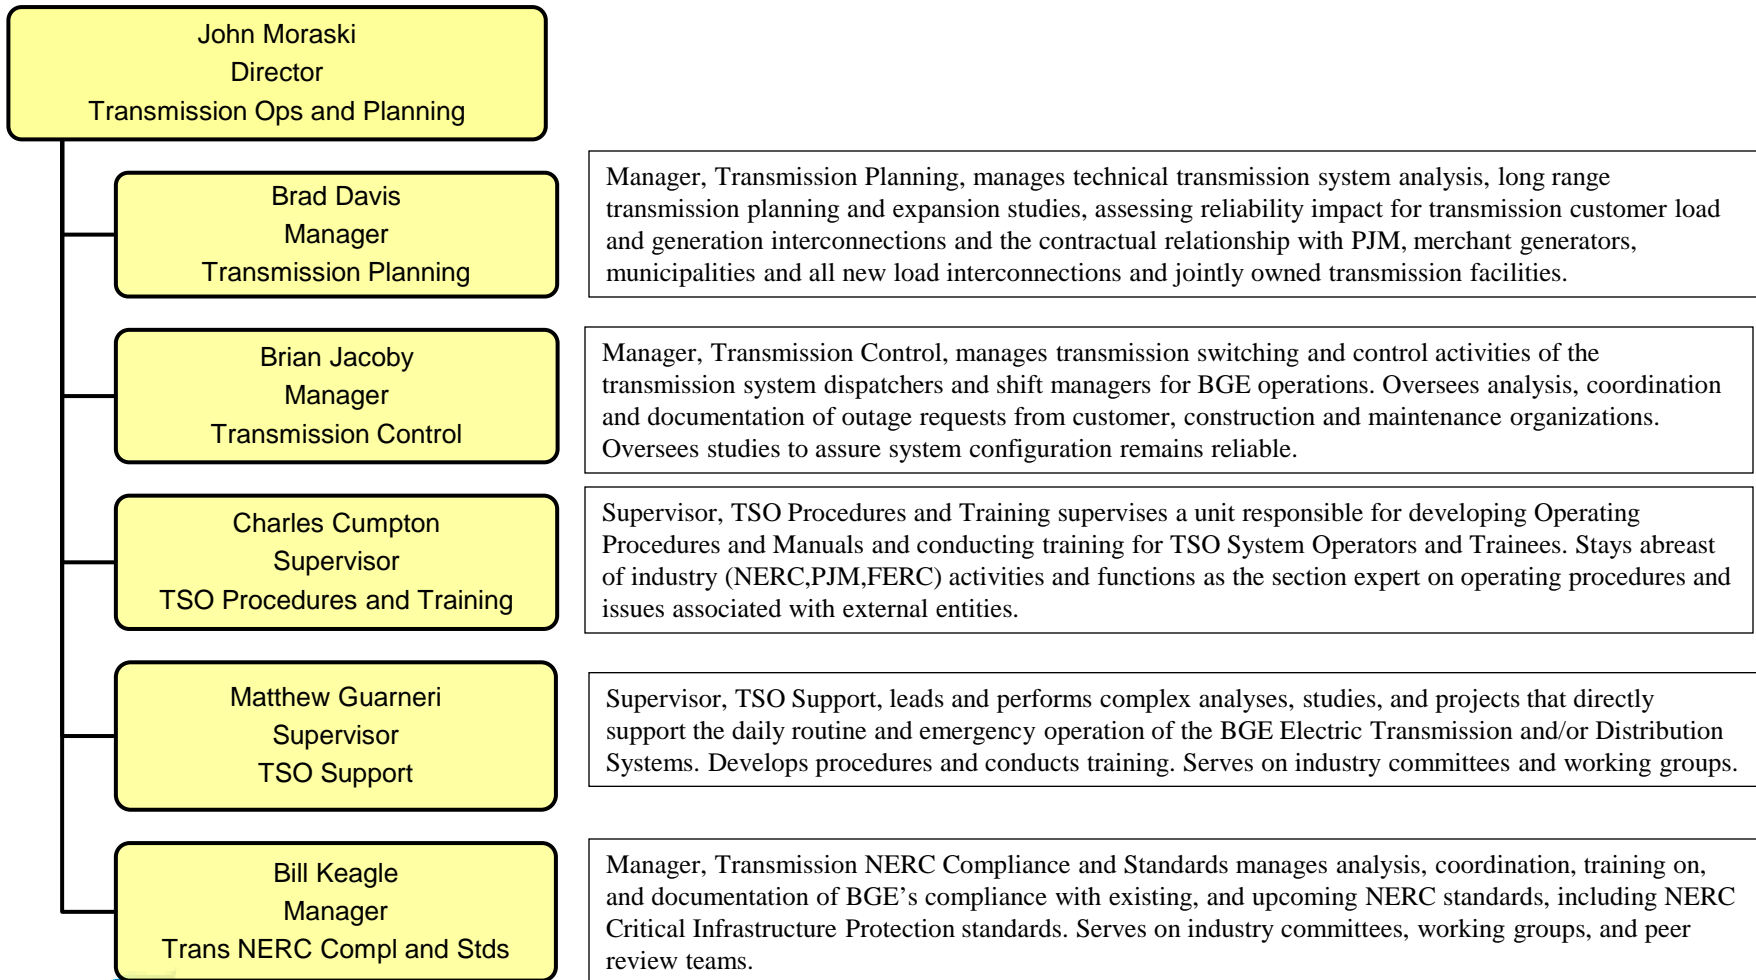 John Moraski
Director
Transmission Ops and Planning
Brad Davis
Manager
Transmission Planning
Manager, Transmission Planning, manages technical transmission system analysis, long range
transmission planning and expansion studies, assessing reliability impact for transmission customer load
and generation interconnections and the contractual relationship with PJM, merchant generators,
municipalities and all new load interconnections and jointly owned transmission facilities.
Brian Jacoby
Manager
Transmission Control
Manager, Transmission Control, manages transmission switching and control activities of the
transmission system dispatchers and shift managers for BGE operations. Oversees analysis, coordination
and documentation of outage requests from customer, construction and maintenance organizations.
Oversees studies to assure system configuration remains reliable.
Charles Cumpton
Supervisor
TSO Procedures and Training
Supervisor, TSO Procedures and Training supervises a unit responsible for developing Operating
Procedures and Manuals and conducting training for TSO System Operators and Trainees. Stays abreast
of industry (NERC,PJM,FERC) activities and functions as the section expert on operating procedures and
issues associated with external entities.
Matthew Guarneri
Supervisor
TSO Support
Supervisor, TSO Support, leads and performs complex analyses, studies, and projects that directly
support the daily routine and emergency operation of the BGE Electric Transmission and/or Distribution
Systems. Develops procedures and conducts training. Serves on industry committees and working groups.
Bill Keagle
Manager
Trans NERC Compl and Stds
Manager, Transmission NERC Compliance and Standards manages analysis, coordination, training on,
and documentation of BGE’s compliance with existing, and upcoming NERC standards, including NERC
Critical Infrastructure Protection standards. Serves on industry committees, working groups, and peer
review teams.